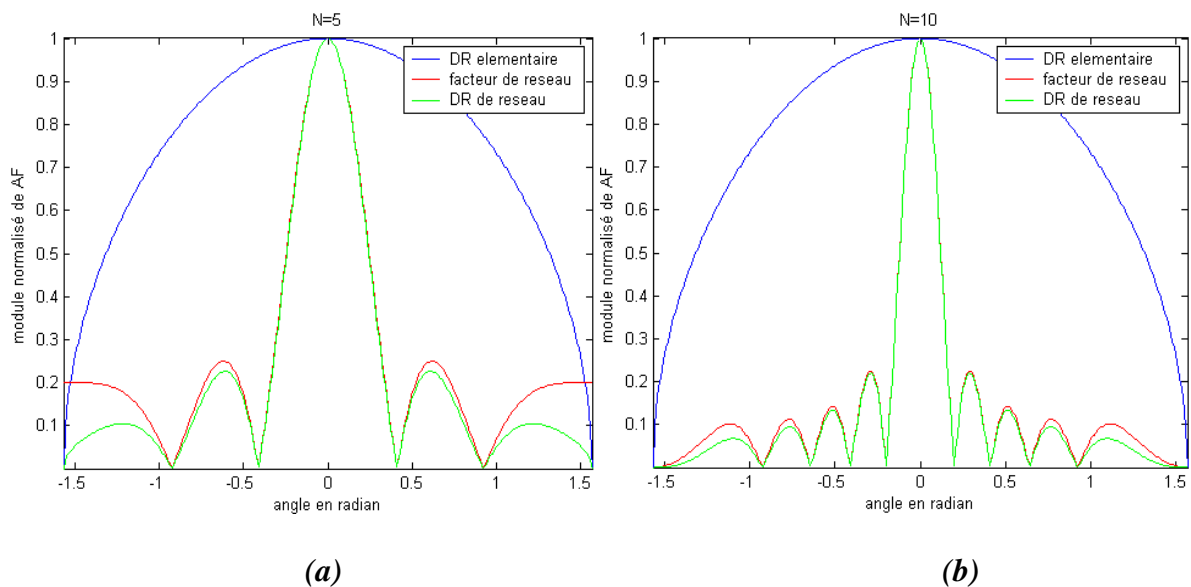 N=5
1
0.9
0.8
0.7
0.6
0.5
0.4
0.3
0.2
0.1
module normalisé de AF
DR elementaire
facteur de reseau
DR de reseau
-1.5
-1
-0.5
0
0.5
1
1.5
angle en radian
(a)
N=10
1
0.9
0.8
0.7
0.6
0.5
0.4
0.3
0.2
0.1
module normalisé de AF
DR elementaire
facteur de reseau
DR de reseau
-1.5
-1
-0.5
0
0.5
1
1.5
angle en radian
(b)